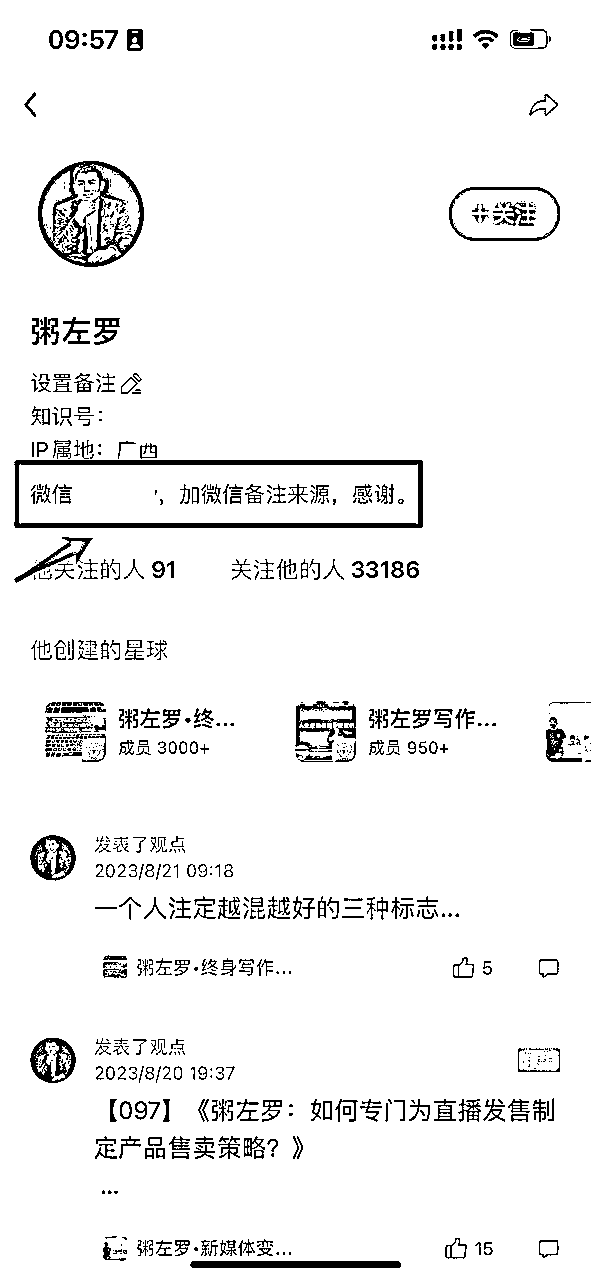 09:57
+关注
粥左罗
设置备注
知识号：
IP属地：广西
微信 ，加微信备注来源，感谢。
他关注的人 91 关注他的人 33186
他创建的星球
粥左罗·终... 粥左罗写作...
成员 3000+ 成员 950+
发表了观点
2023/8/21 09:18
一个人注定越混越好的三种标志...
粥左罗·终身写作... 5
发表了观点
2023/8/20 19:37
【097】《粥左罗：如何专门为直播发售制
定产品售卖策略？》
...
粥左罗·新媒体变... 15